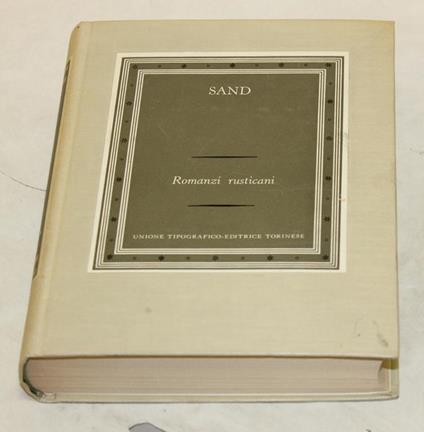 SAND
Romanzi rusticani
UNIONE TIPOGRAFICO-EDITRICE TORINESE